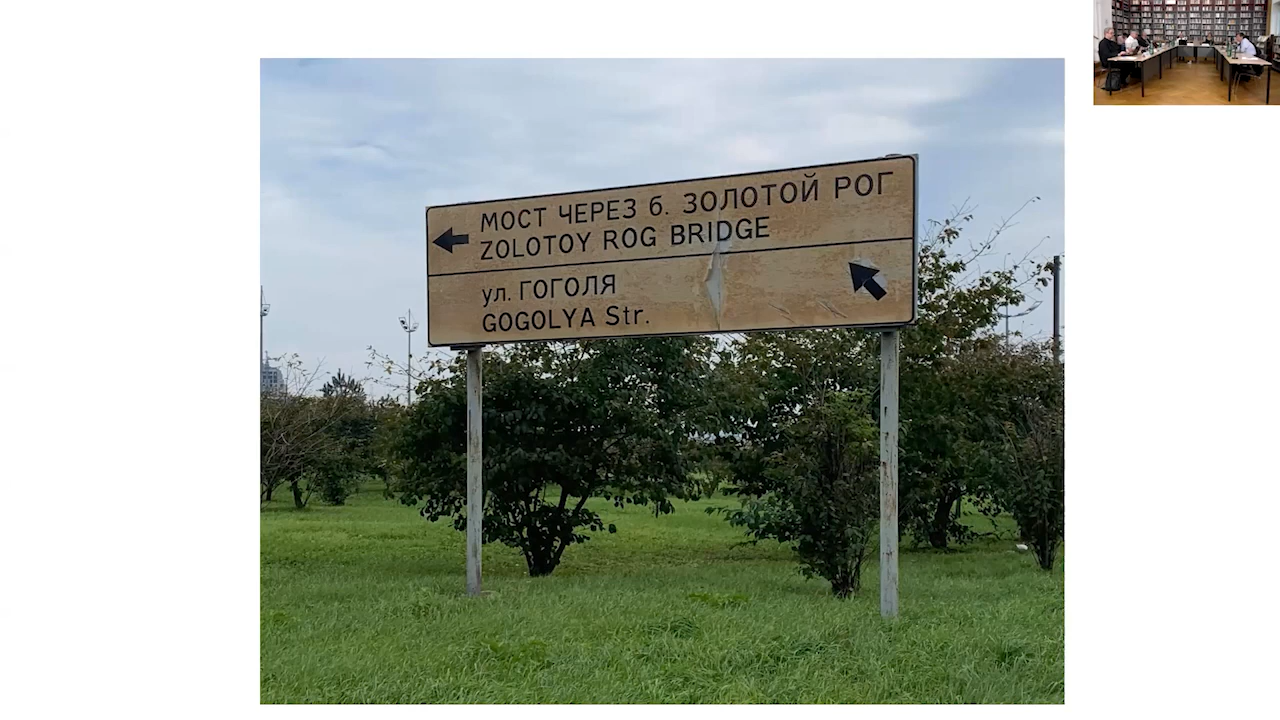 МОСТ ЧЕРЕЗ б. ЗОЛОТОЙ РОГ
ZOLOTOY ROG BRIDGE
ул. ГОГОЛЯ
GOGOLYA Str.